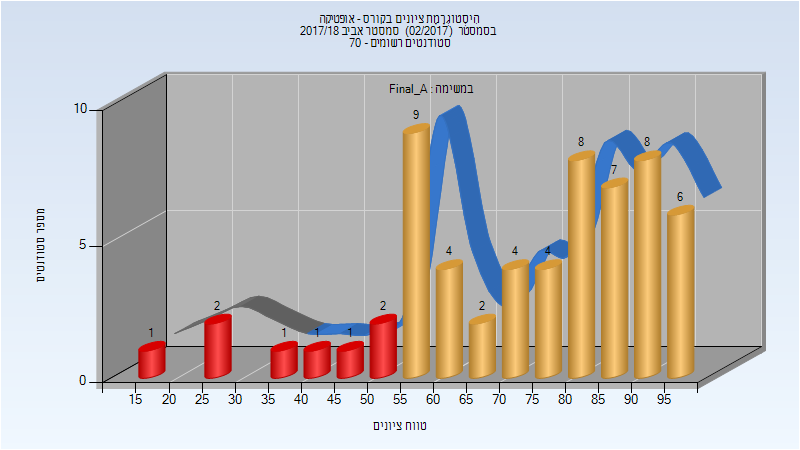 היסטוגרמת ציונים בקורס - אופטיקה
בסמסטר (02/2017) סמסטר אביב 2017/18
סטודנטים רשומים - 70
במשימה : Final_A
מספר סטודנטים
10
5
0
1
2
1
1
1
2
9
4
2
4
4
8
7
8
6
15 20 25 30 35 40 45 50 55 60 65 70 75 80 85 90 95
טווח ציונים